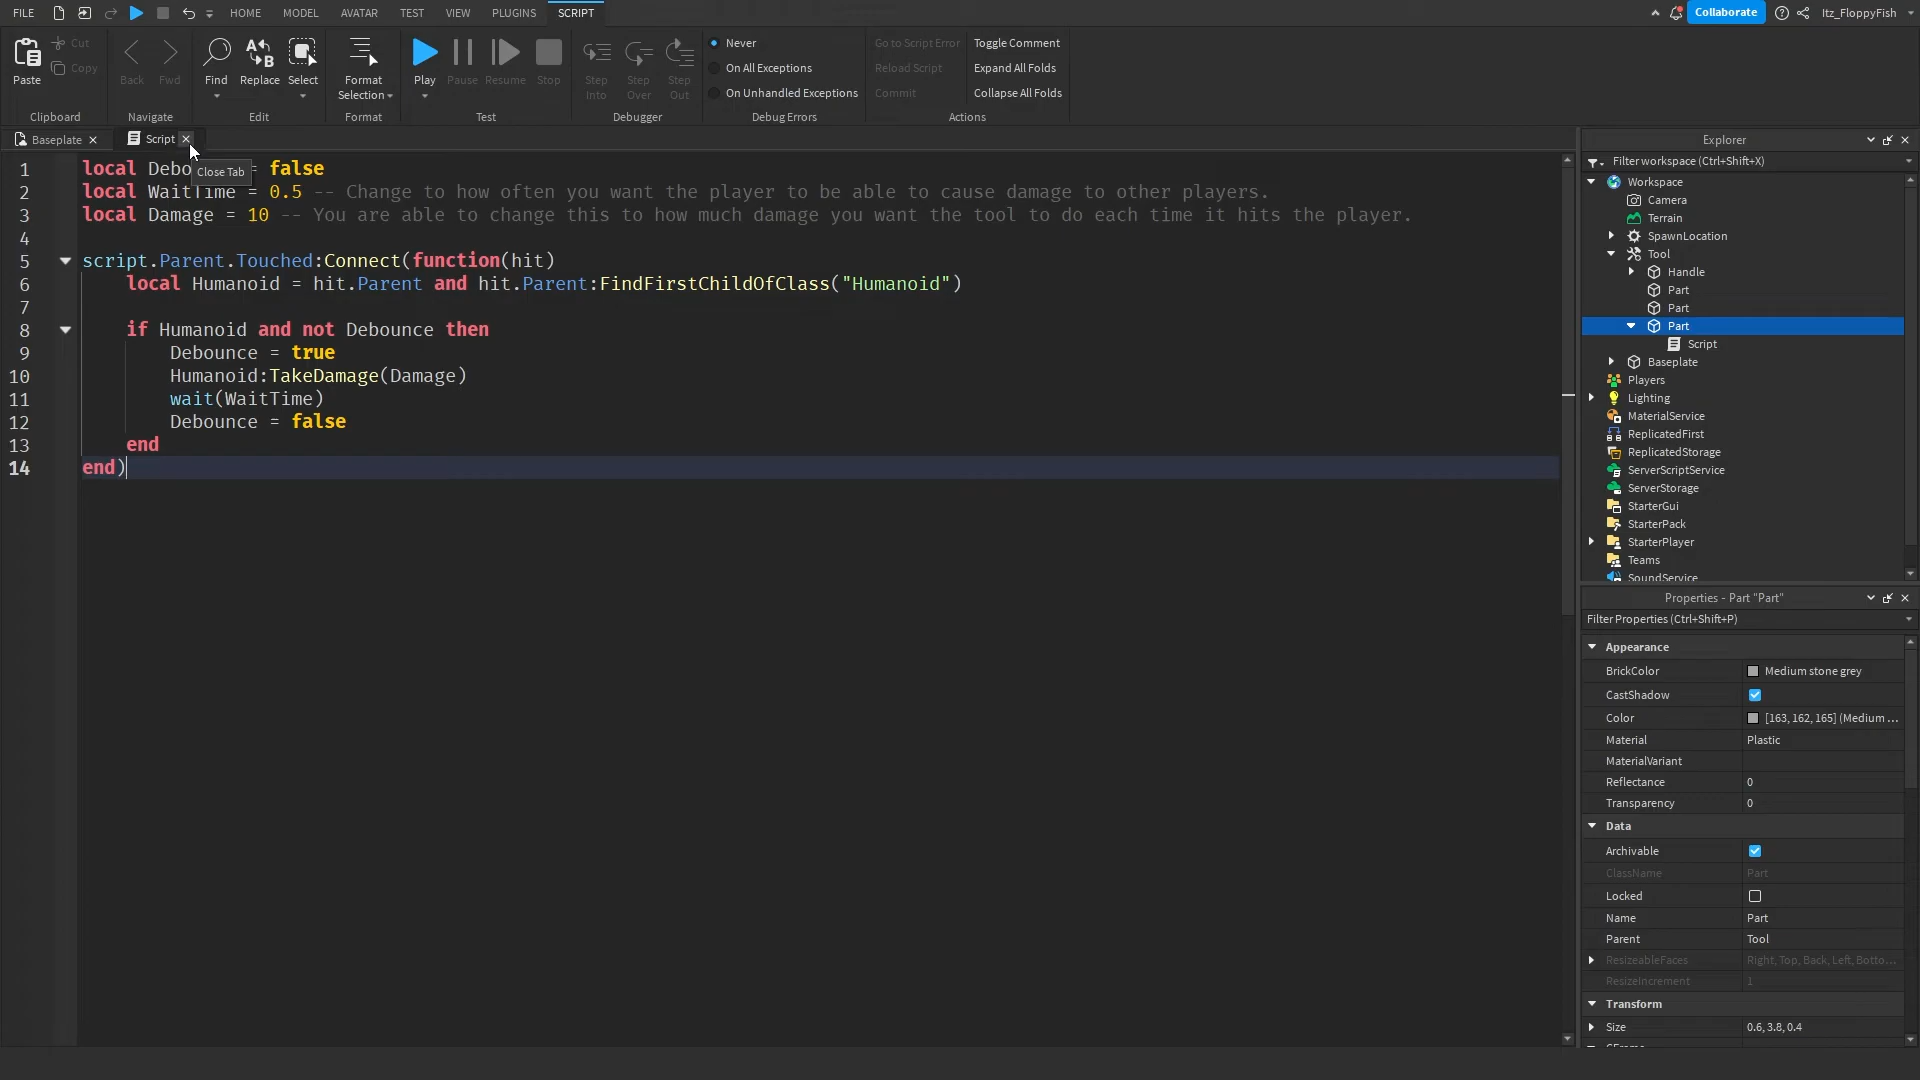 FILE HOME MODEL AVATAR TEST VIEW PLUGINS SCRIPT Collaborate Itz_FloppyFish
Paste Cut Copy
Back Fwd
Find Replace Select
Format Selection
Play Pause Resume Stop
Step Into Step Over Step Out
Never
On All Exceptions
On Unhandled Exceptions
Go to Script Error
Reload Script
Commit
Toggle Comment
Expand All Folds
Collapse All Folds
Clipboard Navigate Edit Format Test Debugger Debug Errors Actions
Baseplate Script
Close Tab
1 local Debo = false
2 local WaitTime = 0.5 -- Change to how often you want the player to be able to cause damage to other players.
3 local Damage = 10 -- You are able to change this to how much damage you want the tool to do each time it hits the player.
4
5 script.Parent.Touched:Connect(function(hit)
6 local Humanoid = hit.Parent and hit.Parent:FindFirstChildOfClass("Humanoid")
7
8 if Humanoid and not Debounce then
9 Debounce = true
10 Humanoid:TakeDamage(Damage)
11 wait(WaitTime)
12 Debounce = false
13 end
14 end)
Explorer
Filter workspace (Ctrl+Shift+X)
Workspace
Camera
Terrain
SpawnLocation
Tool
Handle
Part
Part
Part
Script
Baseplate
Players
Lighting
MaterialService
ReplicatedFirst
ReplicatedStorage
ServerScriptService
ServerStorage
StarterGui
StarterPack
StarterPlayer
Teams
SoundService
Properties - Part "Part"
Filter Properties (Ctrl+Shift+P)
Appearance
BrickColor Medium stone grey
CastShadow
Color [163, 162, 165] (Medium ...
Material Plastic
MaterialVariant
Reflectance 0
Transparency 0
Data
Archivable
ClassName Part
Locked
Name Part
Parent Tool
ResizeableFaces Right, Top, Back, Left, Botto...
ResizeIncrement 1
Transform
Size 0.6, 3.8, 0.4